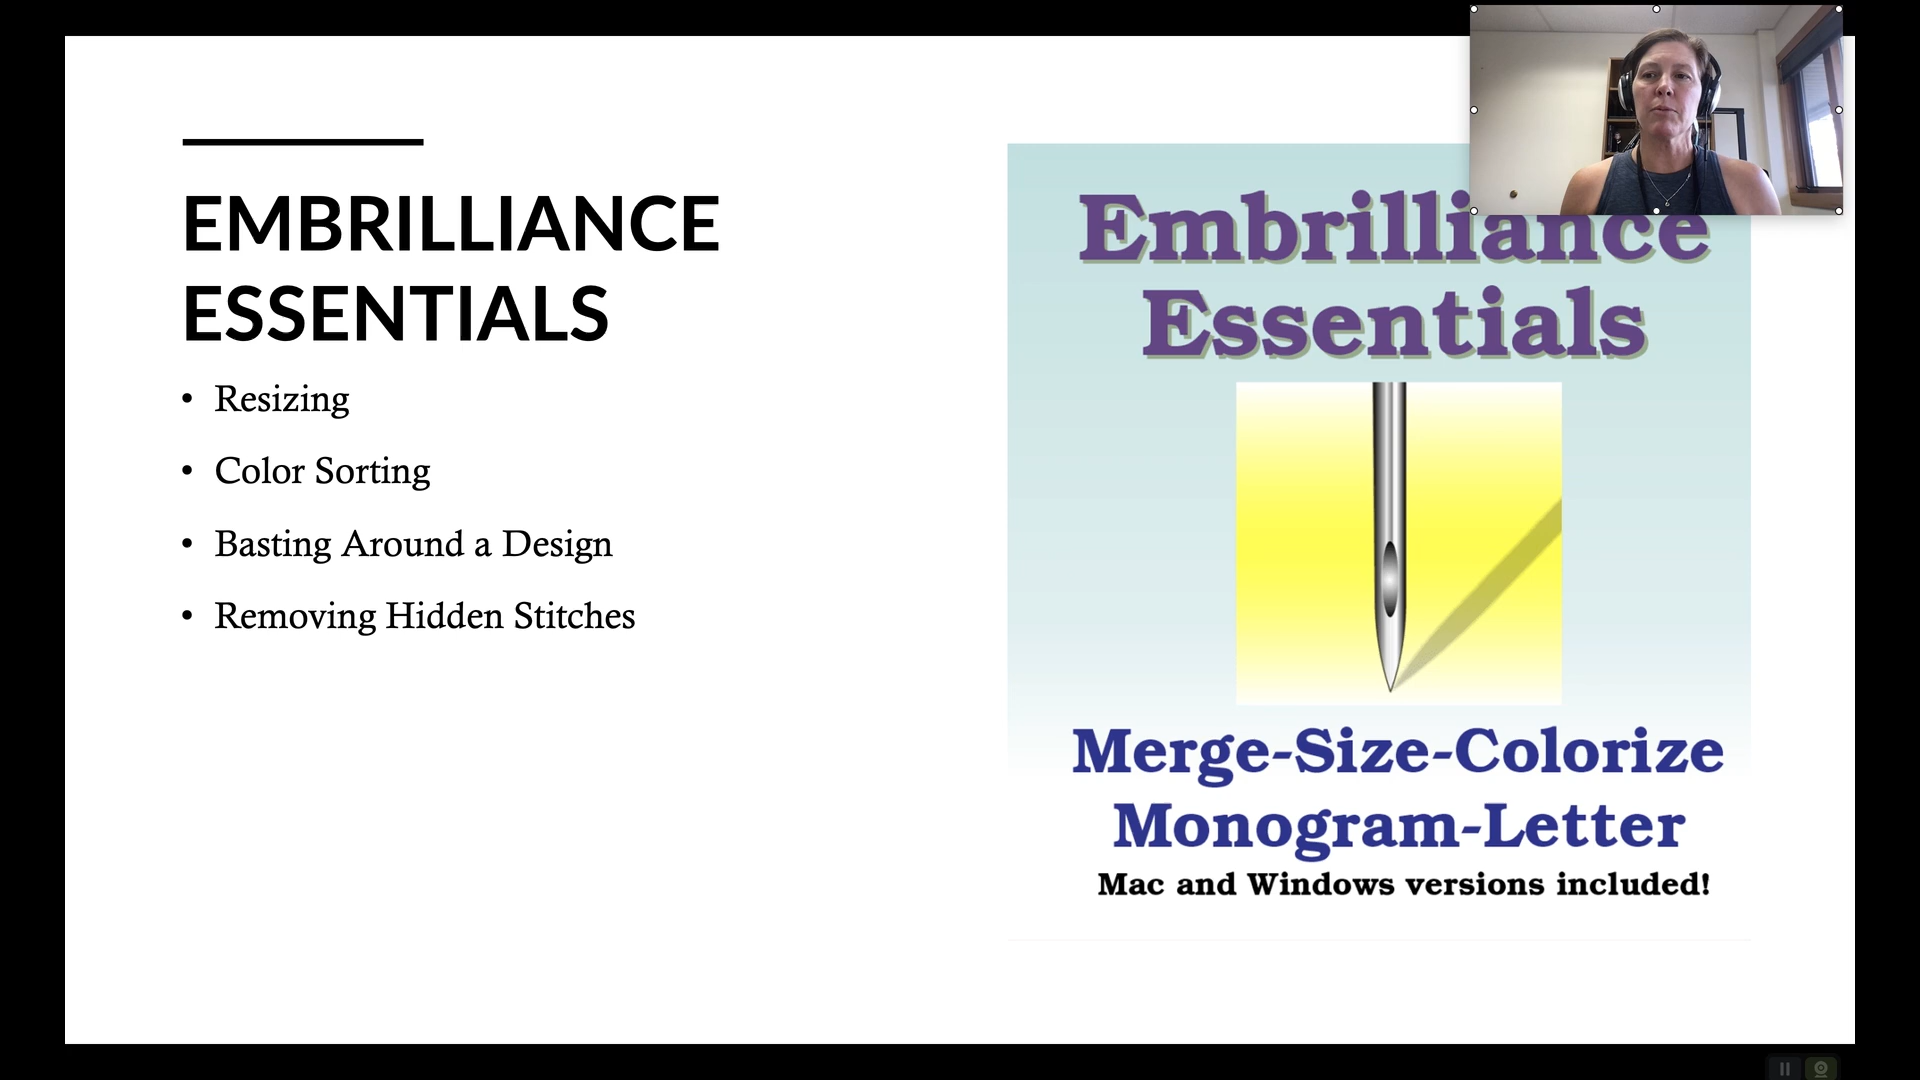 EMBRILLIANCE
ESSENTIALS
• Resizing
• Color Sorting
• Basting Around a Design
• Removing Hidden Stitches
Embrilliance
Essentials
Merge-Size-Colorize
Monogram-Letter
Mac and Windows versions included!